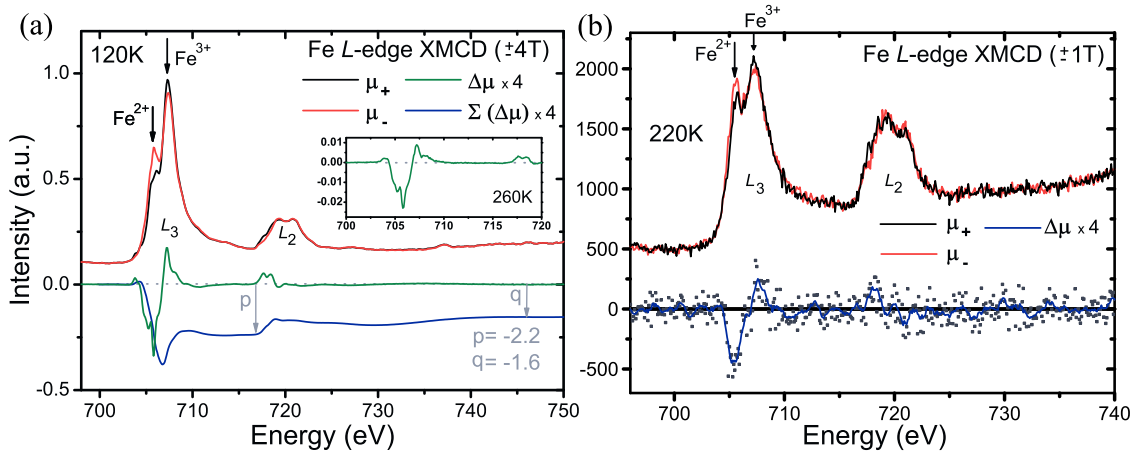 (a)
120K
Fe³⁺
Fe²⁺
Fe L-edge XMCD (±4T)
μ₊
Δμ × 4
μ₋
Σ (Δμ) × 4
1.0
0.5
0.0
-0.5
Intensity (a.u.)
L₃
L₂
0.01
0.00
-0.01
-0.02
260K
700 705 710 715 720
p
q
p= -2.2
q= -1.6
700 710 720 730 740 750
Energy (eV)
(b)
Fe³⁺
Fe²⁺
Fe L-edge XMCD (±1T)
220K
L₃
L₂
μ₊
Δμ × 4
μ₋
2000
1500
1000
500
0
-500
700 710 720 730 740
Energy (eV)